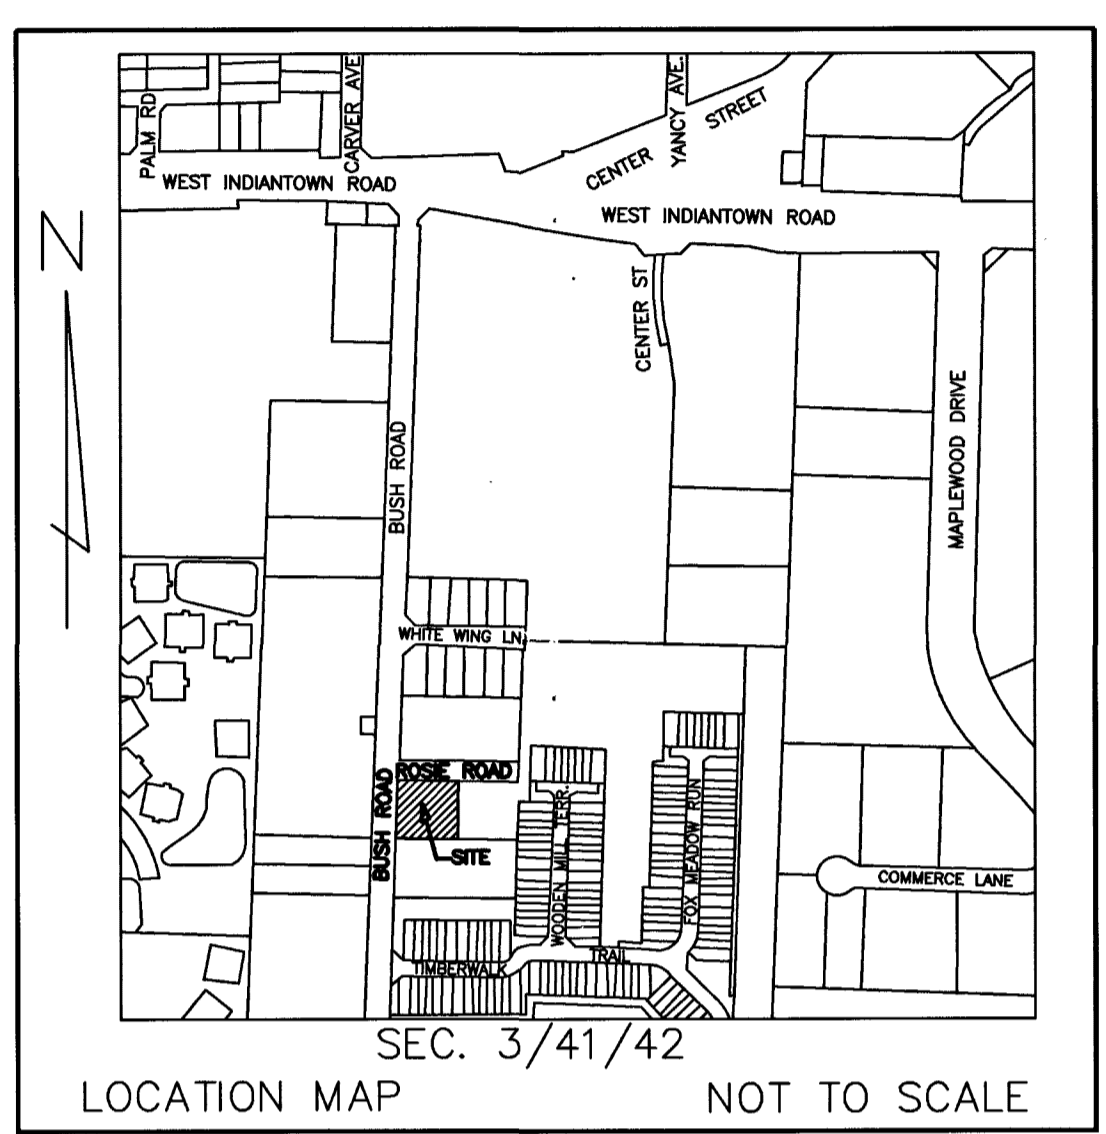 PALM RD
CARVER AVE.
YANCY AVE.
CENTER STREET
WEST INDIANTOWN ROAD
WEST INDIANTOWN ROAD
N
CENTER ST
BUSH ROAD
MAPLEWOOD DRIVE
WHITE WING LN.
ROSIE ROAD
BUSH ROAD
SITE
WOODEN MILL TERR.
FOX MEADOW RUN
COMMERCE LANE
TIMBERWALK TRAIL
SEC. 3/41/42
LOCATION MAP
NOT TO SCALE